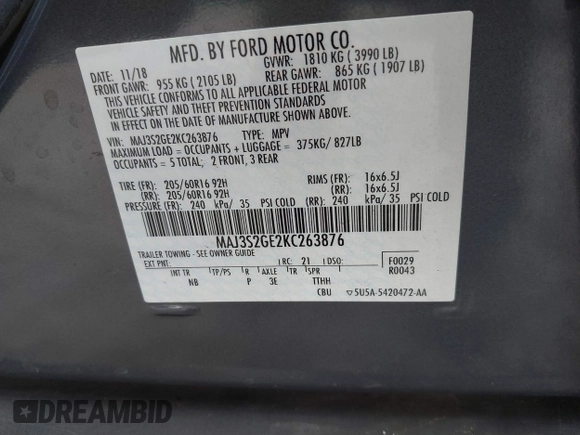 MFD. BY FORD MOTOR CO.
DATE: 11/18 GVWR: 1810 KG ( 3990 LB)
FRONT GAWR: 955 KG ( 2105 LB) REAR GAWR: 865 KG ( 1907 LB)
THIS VEHICLE CONFORMS TO ALL APPLICABLE FEDERAL MOTOR
VEHICLE SAFETY AND THEFT PREVENTION STANDARDS
IN EFFECT ON THE DATE OF MANUFACTURE SHOWN ABOVE.
VIN: MAJ3S2GE2KC263876 TYPE: MPV
MAXIMUM LOAD = OCCUPANTS + LUGGAGE = 375KG/ 827LB
OCCUPANTS = 5 TOTAL; 2 FRONT, 3 REAR
TIRE (FR): 205/60R16 92H RIMS (FR): 16x6.5J
(RR): 205/60R16 92H (RR): 16x6.5J
PRESSURE (FR): 240 kPa/ 35 PSI COLD (RR): 240 kPa/ 35 PSI COLD
MAJ3S2GE2KC263876
TRAILER TOWING - SEE OWNER GUIDE
EXT PNT: RC: 21 DSO: F0029
INT TR TP/PS R AXLE TR SPR R0043
NB P 3E TTHH
CBU ▽5U5A-5420472-AA
DREAMBID